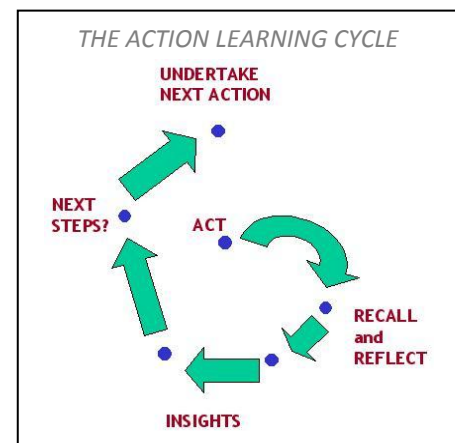 THE ACTION LEARNING CYCLE
UNDERTAKE
NEXT ACTION
NEXT
STEPS?
ACT
RECALL
and
REFLECT
INSIGHTS